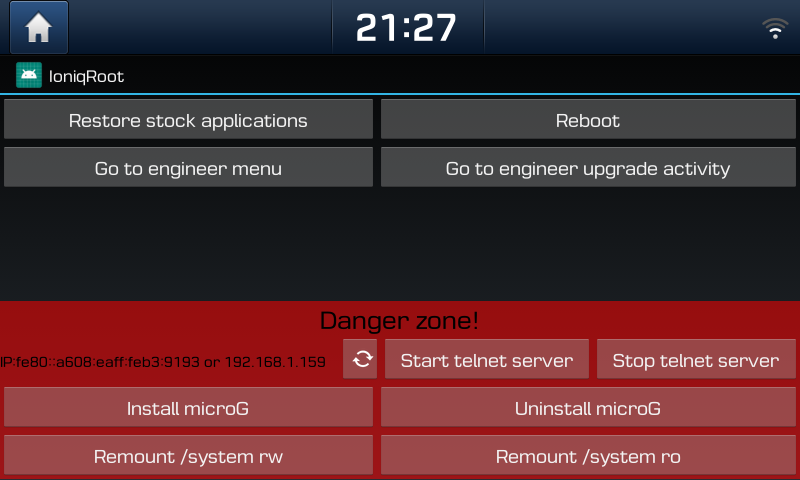 21:27
IoniqRoot
Restore stock applications
Reboot
Go to engineer menu
Go to engineer upgrade activity
Danger zone!
IP:fe80::a608:eaff:feb3:9193 or 192.168.1.159
Start telnet server
Stop telnet server
Install microG
Uninstall microG
Remount /system rw
Remount /system ro